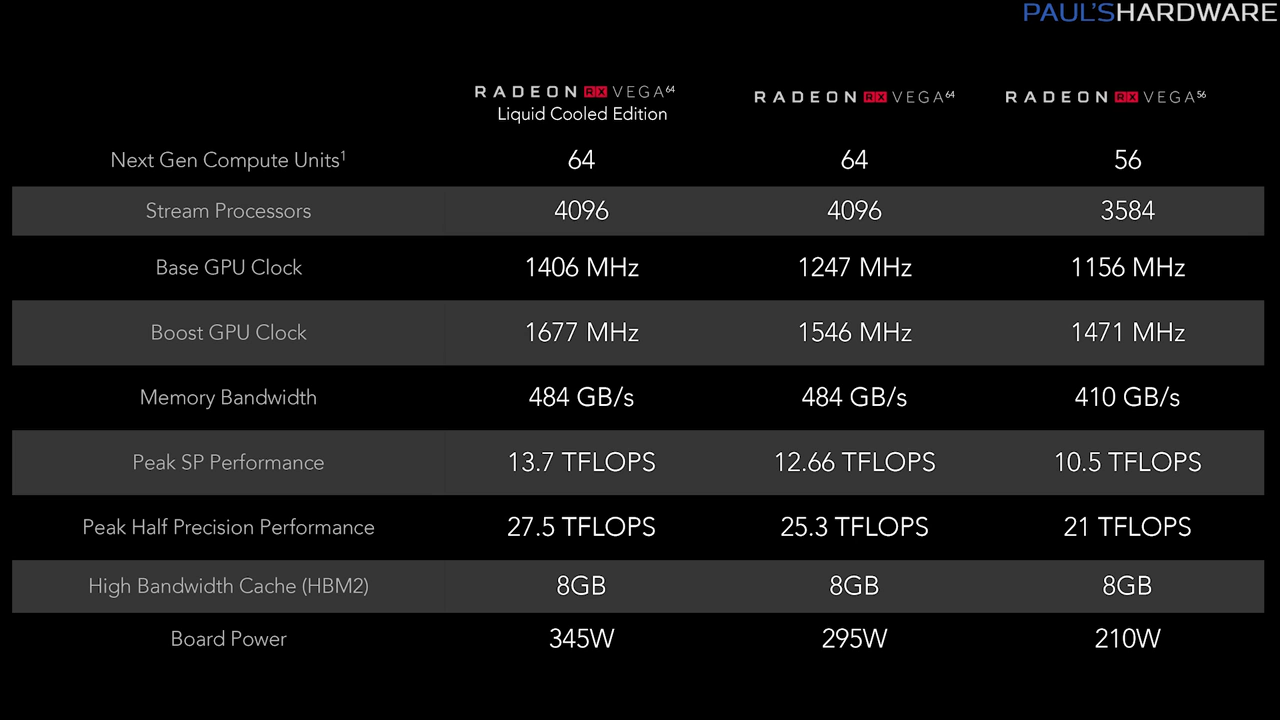 PAUL'SHARDWARE
RADEON RX VEGA⁶⁴ RADEON RX VEGA⁶⁴ RADEON RX VEGA⁵⁶
Liquid Cooled Edition
Next Gen Compute Units¹ 64 64 56
Stream Processors 4096 4096 3584
Base GPU Clock 1406 MHz 1247 MHz 1156 MHz
Boost GPU Clock 1677 MHz 1546 MHz 1471 MHz
Memory Bandwidth 484 GB/s 484 GB/s 410 GB/s
Peak SP Performance 13.7 TFLOPS 12.66 TFLOPS 10.5 TFLOPS
Peak Half Precision Performance 27.5 TFLOPS 25.3 TFLOPS 21 TFLOPS
High Bandwidth Cache (HBM2) 8GB 8GB 8GB
Board Power 345W 295W 210W